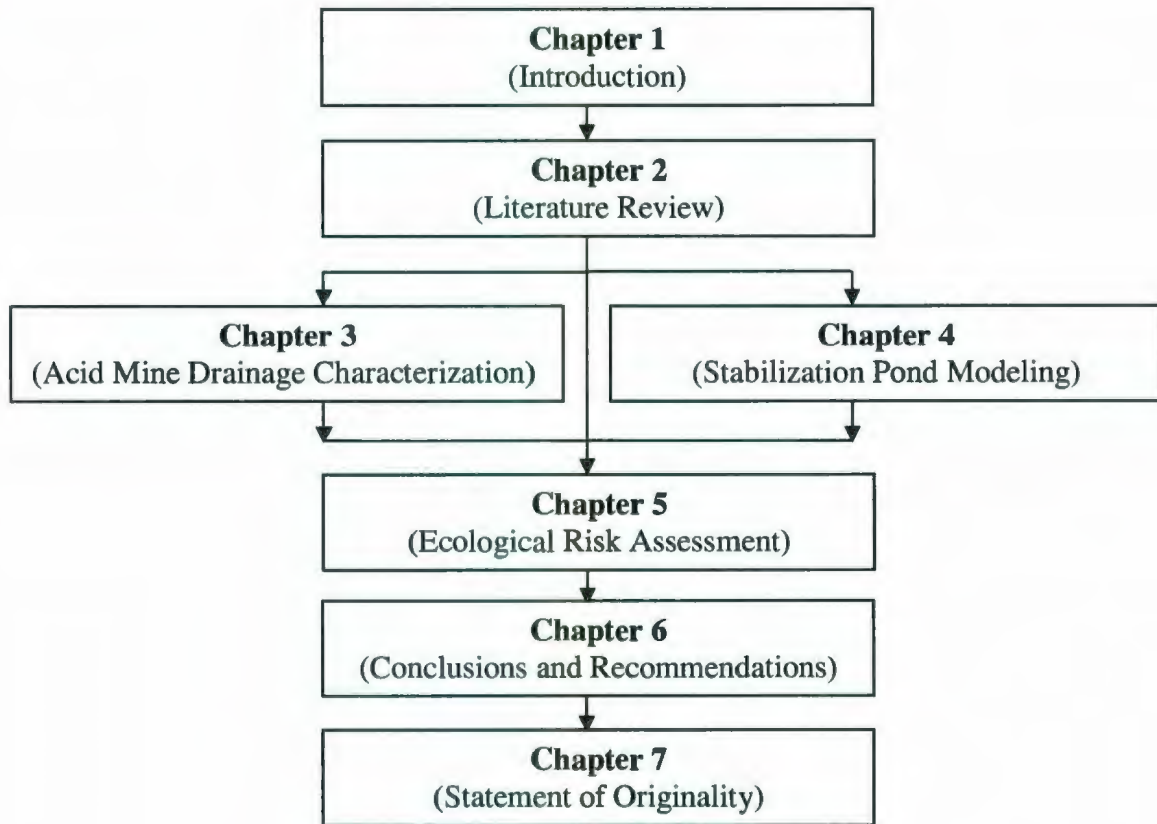 Chapter 1
(Introduction)
Chapter 2
(Literature Review)
Chapter 3
(Acid Mine Drainage Characterization)
Chapter 4
(Stabilization Pond Modeling)
Chapter 5
(Ecological Risk Assessment)
Chapter 6
(Conclusions and Recommendations)
Chapter 7
(Statement of Originality)